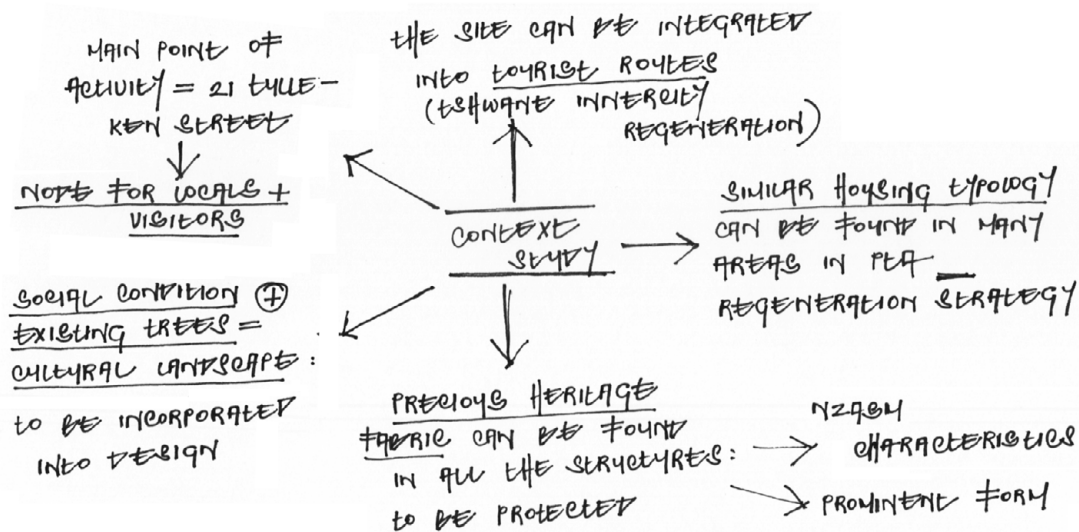 MAIN POINT OF
ACTIVITY = 21 TULLE-
KEN STREET
NODE FOR LOCALS +
VISITORS
THE SITE CAN BE INTEGRATED
INTO TOURIST ROUTES
(TSHWANE INNERCITY
REGENERATION)
CONTEXT
STUDY
SIMILAR HOUSING TYPOLOGY
CAN BE FOUND IN MANY
AREAS IN PTA —
REGENERATION STRATEGY
SOCIAL CONDITION +
EXISTING TREES =
CULTURAL LANDSCAPE :
TO BE INCORPORATED
INTO DESIGN
PRECIOUS HERITAGE
FABRIC CAN BE FOUND
IN ALL THE STRUCTURES :
TO BE PROTECTED
NZASM
CHARACTERISTICS
PROMINENT FORM